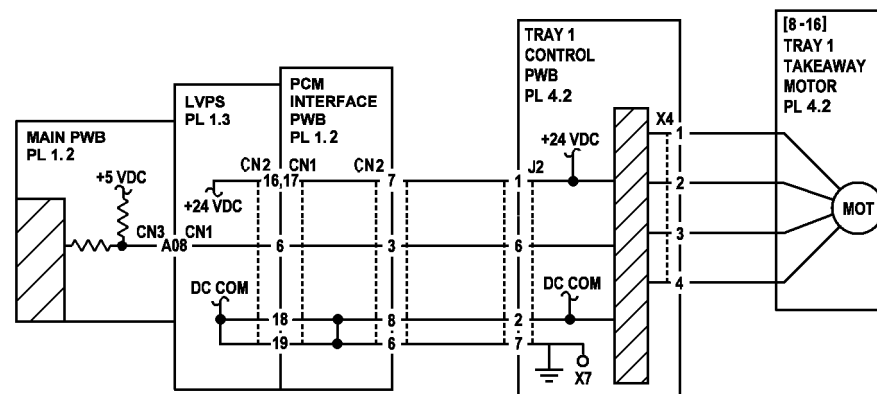 MAIN PWB
PL 1.2
+5 VDC
CN3
A08
CN1
LVPS
PL 1.3
+24 VDC
DC COM
CN2
16,17
CN1
6
18
19
PCM
INTERFACE
PWB
PL 1.2
CN2
7
3
8
6
TRAY 1
CONTROL
PWB
PL 4.2
1
J2
6
2
7
+24 VDC
DC COM
X7
X4
1
2
3
4
[8 -16]
TRAY 1
TAKEAWAY
MOTOR
PL 4.2
MOT